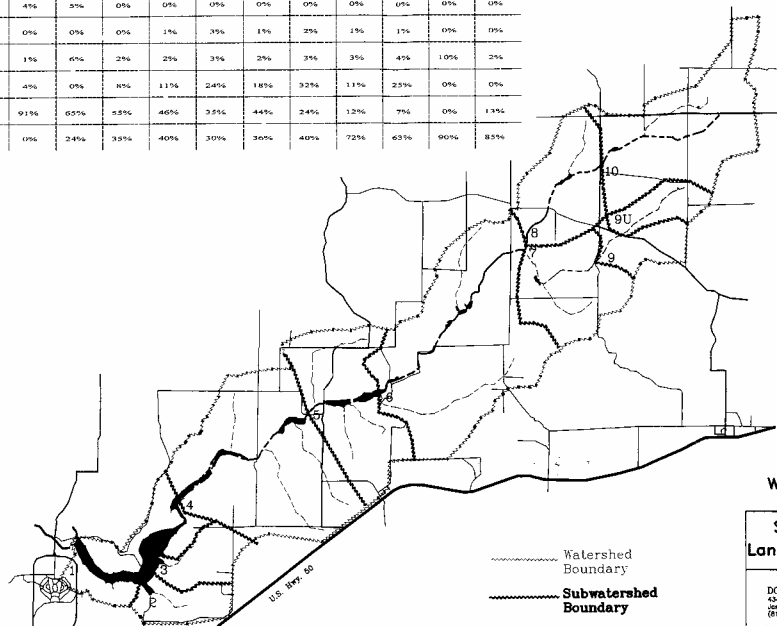 4% 5% 0% 0% 0% 0% 0% 0% 0% 0% 0%
0% 0% 0% 1% 3% 1% 2% 1% 1% 0% 0%
1% 6% 2% 2% 3% 2% 3% 3% 4% 10% 2%
4% 0% 8% 11% 24% 18% 32% 11% 25% 0% 0%
91% 65% 55% 46% 35% 44% 24% 12% 7% 0% 13%
0% 24% 35% 40% 30% 36% 40% 72% 63% 90% 85%
10
9U
8
7
9
6
5
4
3
2
U.S. Hwy. 50
Watershed
Boundary
Subwatershed
Boundary
W
S
Lan